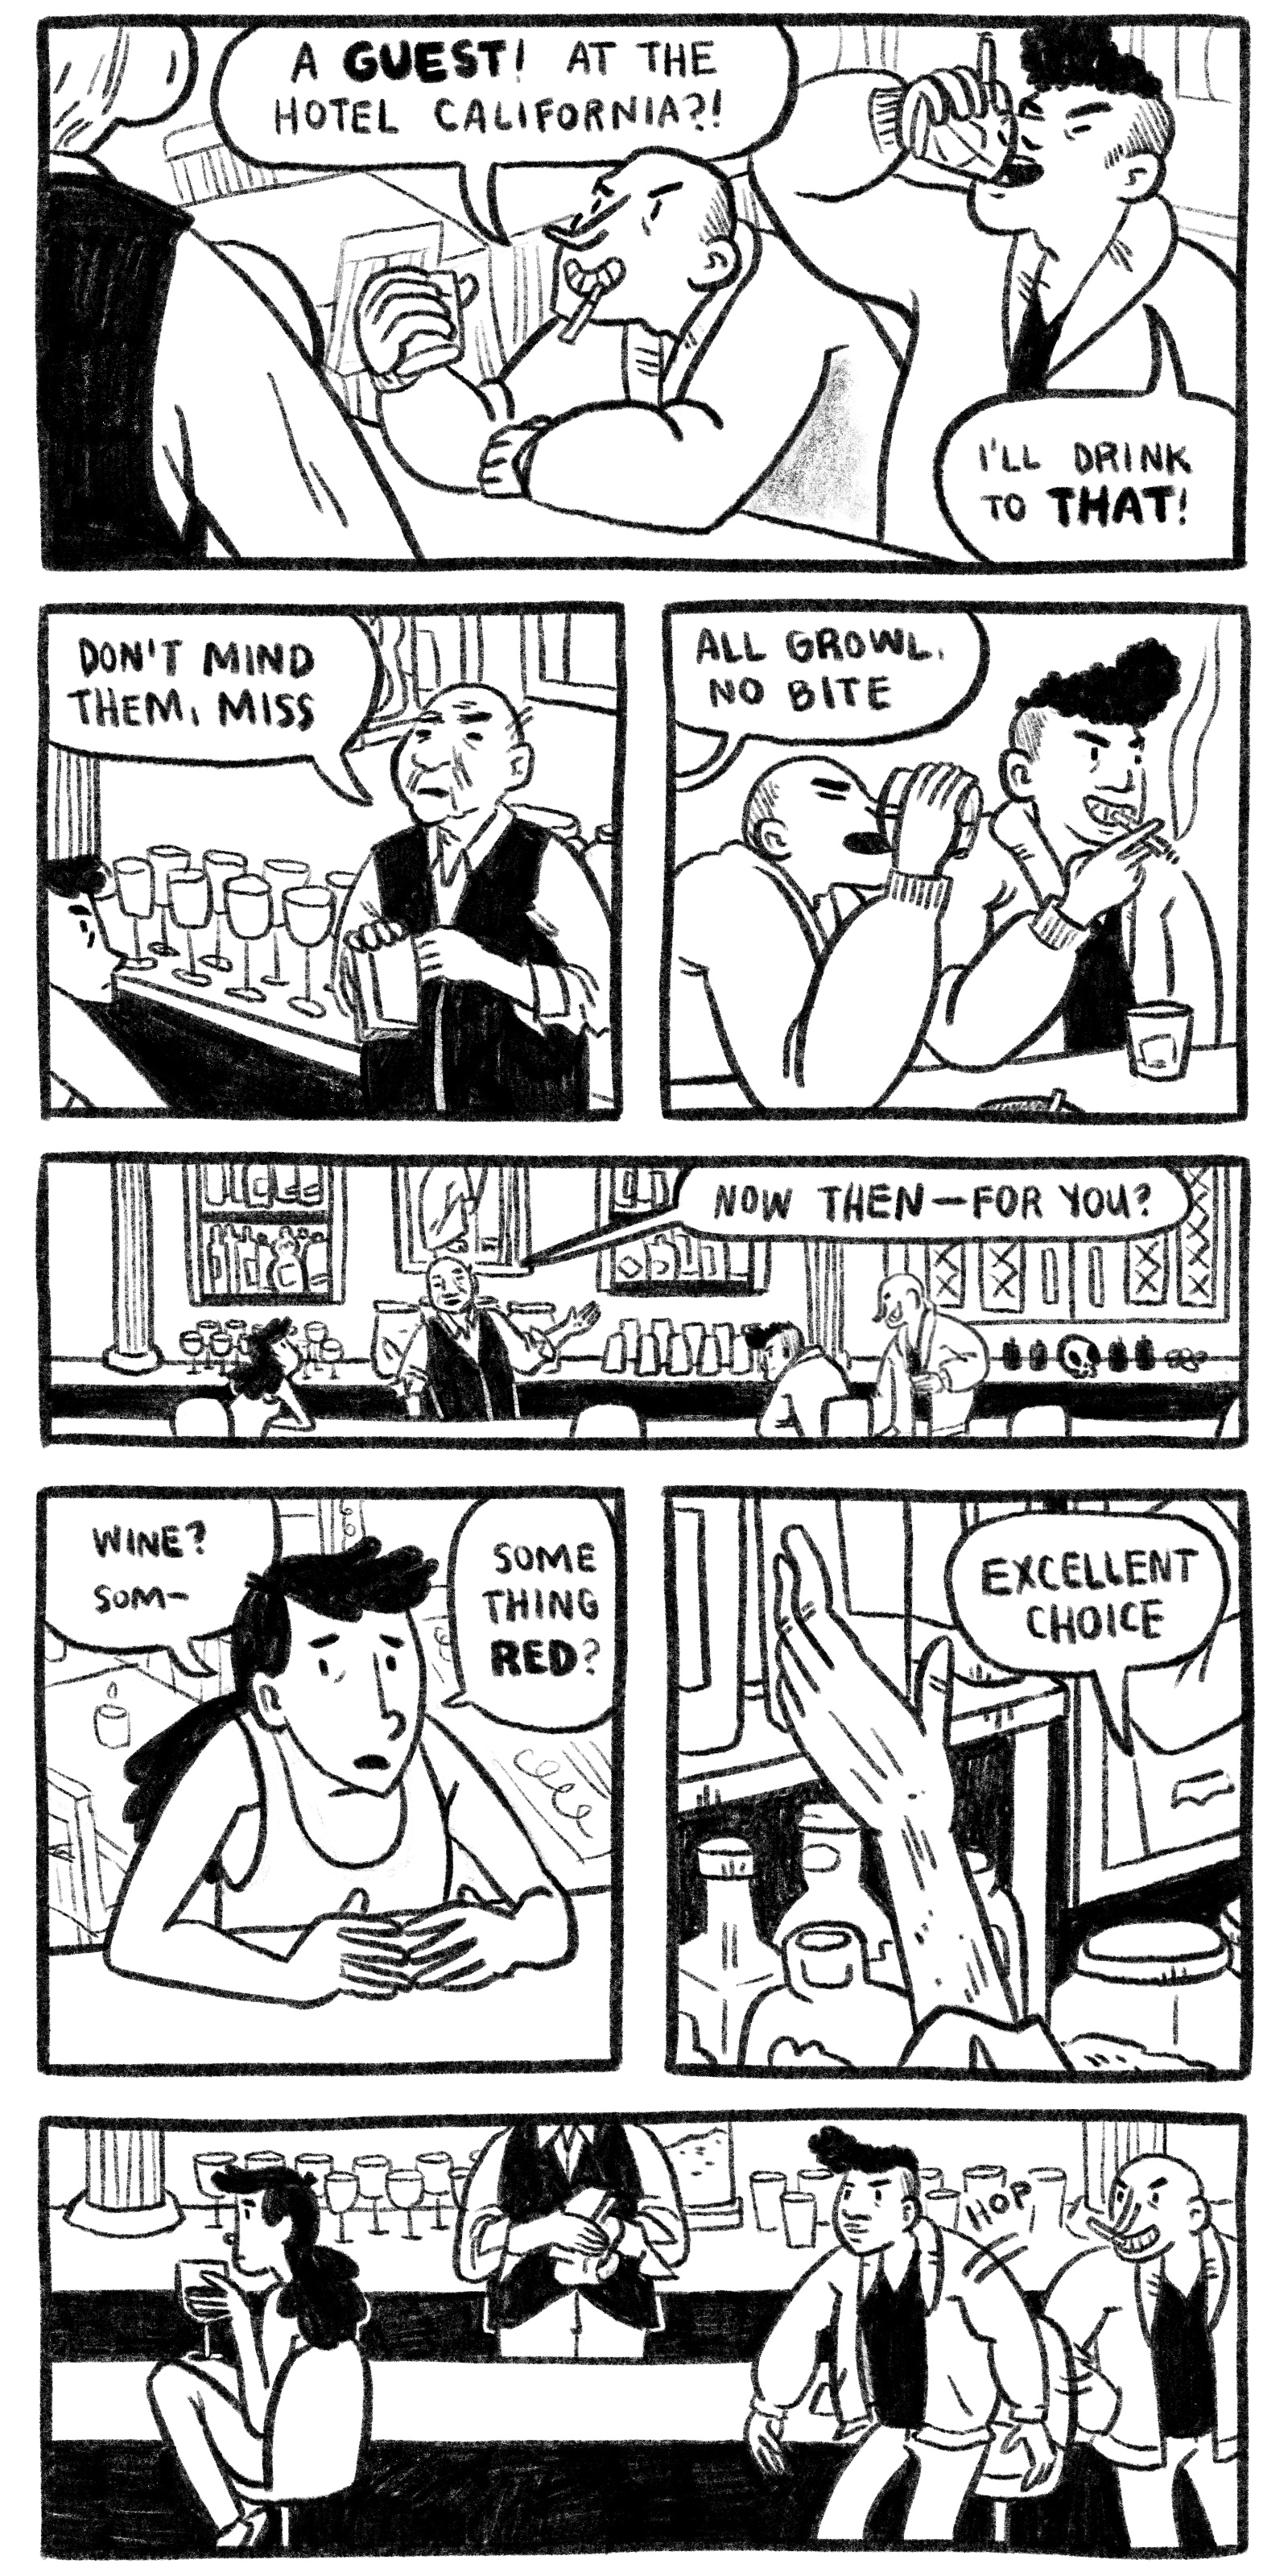 A GUEST! AT THE
HOTEL CALIFORNIA?!
I'LL DRINK
TO THAT!
DON'T MIND
THEM, MISS
ALL GROWL,
NO BITE
NOW THEN—FOR YOU?
WINE?
SOM-
SOME
THING
RED?
EXCELLENT
CHOICE
HOP